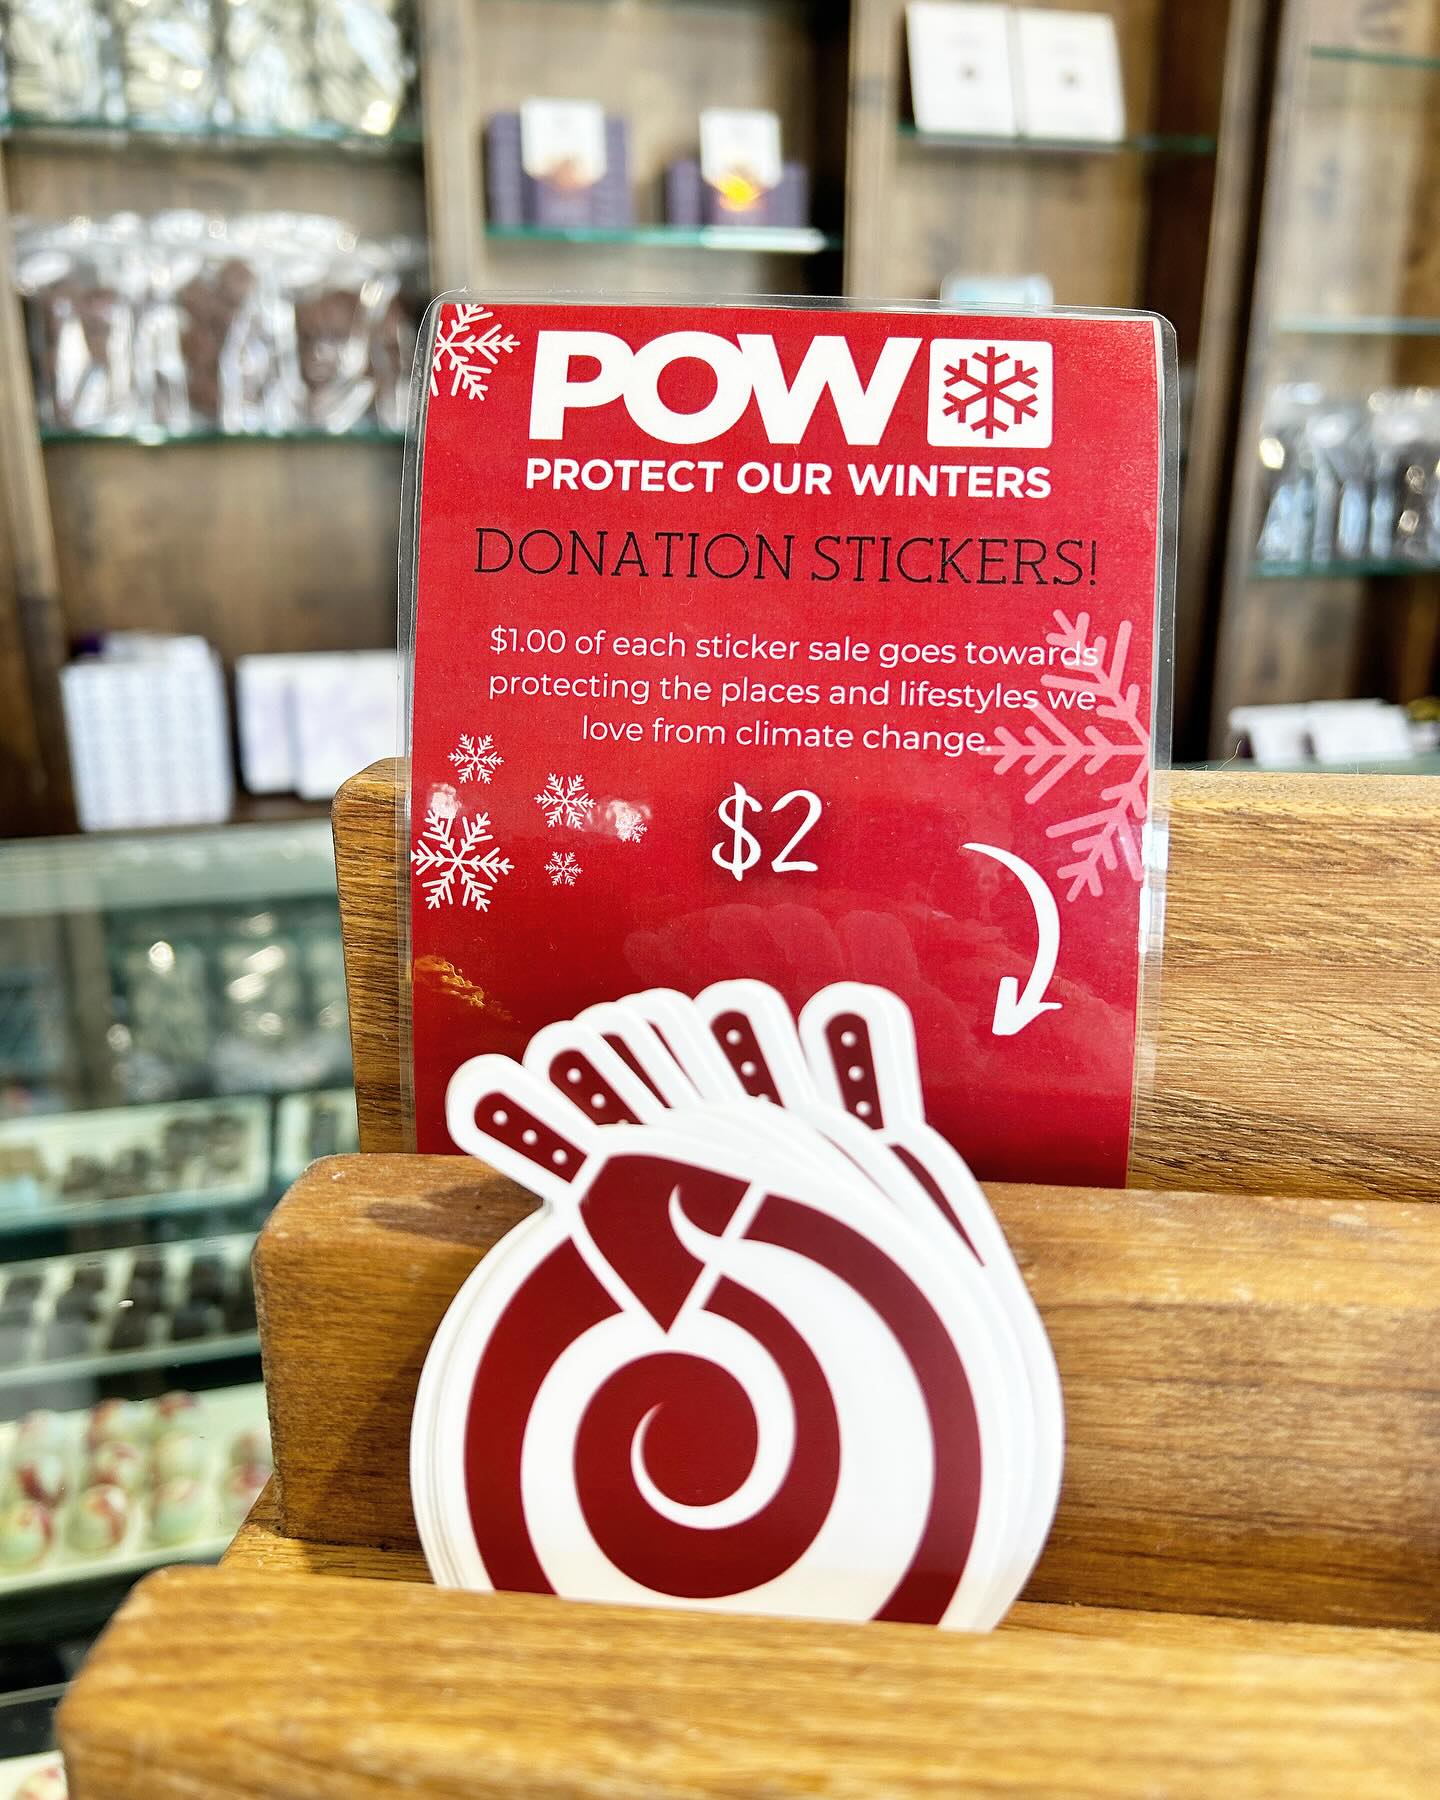 POW
PROTECT OUR WINTERS
DONATION STICKERS!
$1.00 of each sticker sale goes towards
protecting the places and lifestyles we
love from climate change.
$2